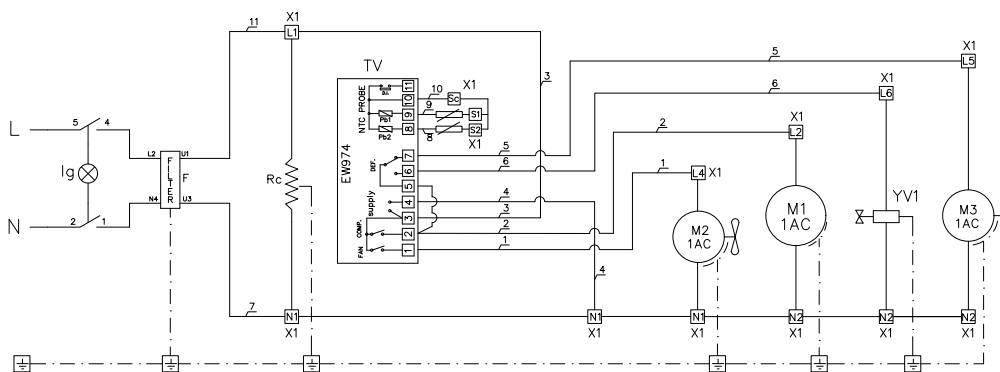 11
X1
L1
TV
X1
L5
5
X1
L6
6
3
NTC PROBE
D.I.
11
10
9
8
Pb1
Pb2
10
9
8
X1
Sc
S1
S2
X1
L
5
4
L2
U1
FILTER
F
N4
U3
Ig
N
2
1
Rc
EW974
DEF.
supply
COMP.
FAN
7
6
5
4
3
2
1
5
6
4
3
2
1
2
L2
X1
1
L4
X1
M2
1AC
M1
1AC
YV1
M3
1AC
4
7
N1
X1
N1
X1
N1
X1
N2
X1
N2
X1
N2
X1